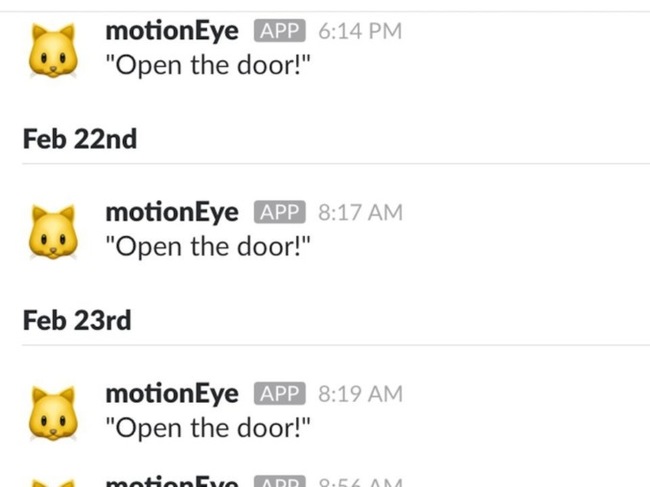 motionEye APP 6:14 PM
"Open the door!"
Feb 22nd
motionEye APP 8:17 AM
"Open the door!"
Feb 23rd
motionEye APP 8:19 AM
"Open the door!"
motionEye APP 8:56 AM